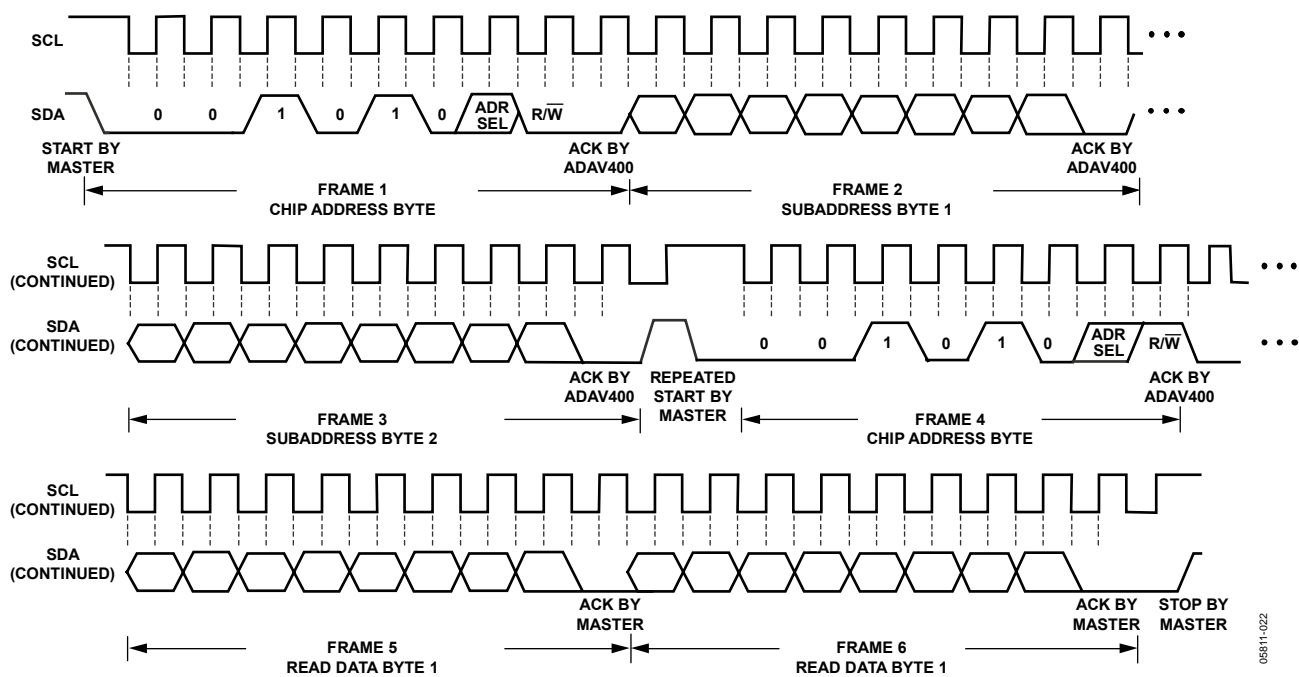 SCL
SDA
0 0 1 0 1 0 ADR SEL R/W̅
START BY MASTER
ACK BY ADAV400
ACK BY ADAV400
FRAME 1
CHIP ADDRESS BYTE
FRAME 2
SUBADDRESS BYTE 1
SCL
(CONTINUED)
SDA
(CONTINUED)
0 0 1 0 1 0 ADR SEL R/W̅
ACK BY ADAV400
REPEATED START BY MASTER
ACK BY ADAV400
FRAME 3
SUBADDRESS BYTE 2
FRAME 4
CHIP ADDRESS BYTE
SCL
(CONTINUED)
SDA
(CONTINUED)
ACK BY MASTER
ACK BY MASTER
STOP BY MASTER
FRAME 5
READ DATA BYTE 1
FRAME 6
READ DATA BYTE 1
05811-022